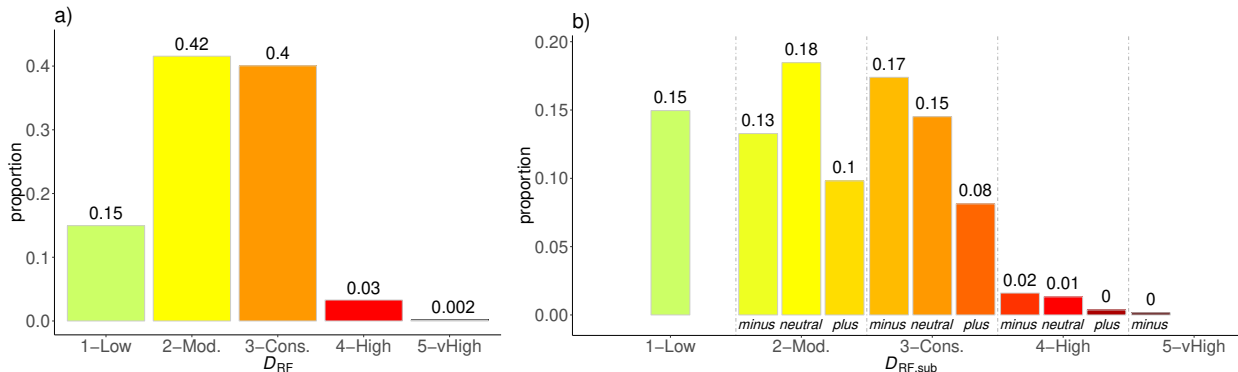 a)
proportion
0.4
0.3
0.2
0.1
0.0
0.15
0.42
0.4
0.03
0.002
1−Low
2−Mod.
3−Cons.
4−High
5−vHigh
DRF
b)
proportion
0.20
0.15
0.10
0.05
0.00
0.15
0.13
0.18
0.1
0.17
0.15
0.08
0.02
0.01
0
0
minus neutral plus minus neutral plus minus neutral plus minus
1−Low
2−Mod.
3−Cons.
4−High
5−vHigh
DRF,sub